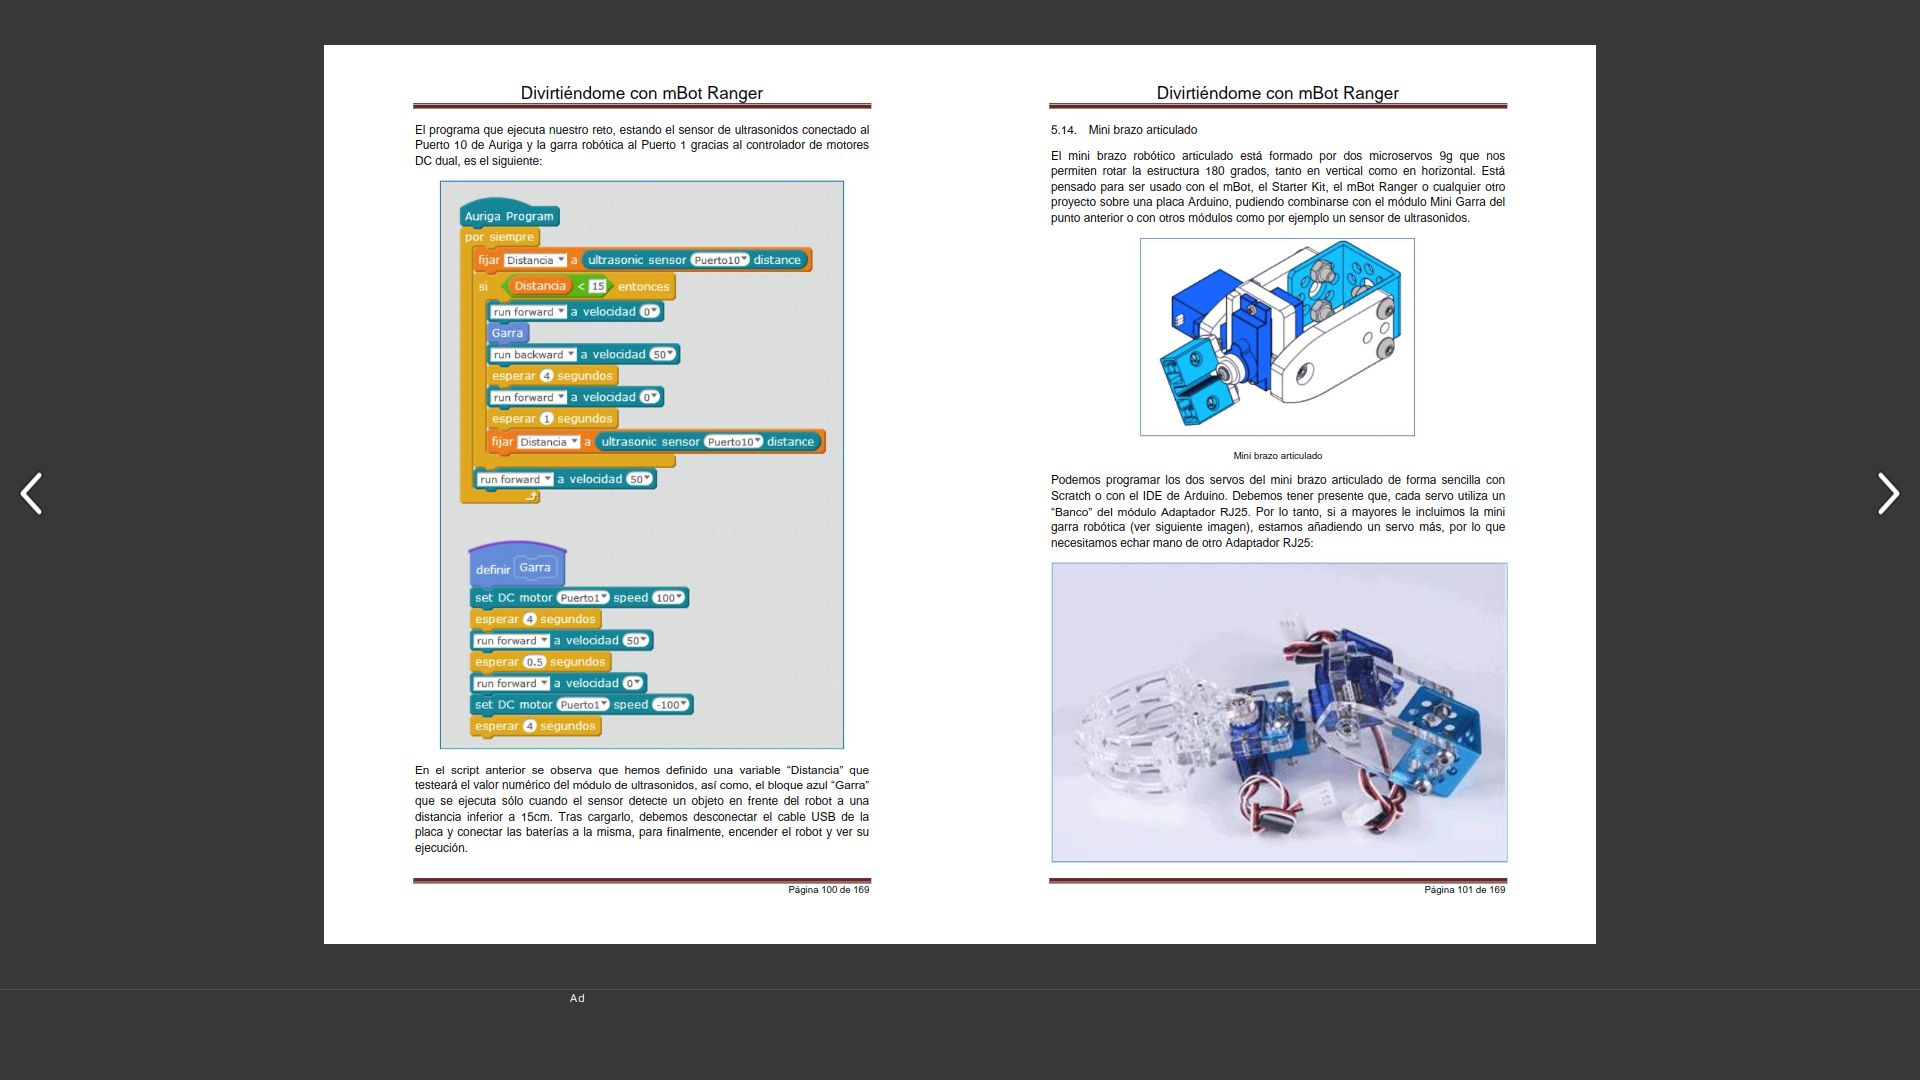 Divirtiéndome con mBot Ranger
El programa que ejecuta nuestro reto, estando el sensor de ultrasonidos conectado al
Puerto 10 de Auriga y la garra robótica al Puerto 1 gracias al controlador de motores
DC dual, es el siguiente:
Auriga Program
por siempre
fijar Distancia a ultrasonic sensor Puerto10 distance
si Distancia < 15 entonces
run forward a velocidad 0
Garra
run backward a velocidad 50
esperar 4 segundos
run forward a velocidad 0
esperar 1 segundos
fijar Distancia a ultrasonic sensor Puerto10 distance
run forward a velocidad 50
definir Garra
set DC motor Puerto1 speed 100
esperar 4 segundos
run forward a velocidad 50
esperar 0.5 segundos
run forward a velocidad 0
set DC motor Puerto1 speed -100
esperar 4 segundos
En el script anterior se observa que hemos definido una variable “Distancia” que
testeará el valor numérico del módulo de ultrasonidos, así como, el bloque azul “Garra”
que se ejecuta sólo cuando el sensor detecte un objeto en frente del robot a una
distancia inferior a 15cm. Tras cargarlo, debemos desconectar el cable USB de la
placa y conectar las baterías a la misma, para finalmente, encender el robot y ver su
ejecución.
Página 100 de 169
Divirtiéndome con mBot Ranger
5.14. Mini brazo articulado
El mini brazo robótico articulado está formado por dos microservos 9g que nos
permiten rotar la estructura 180 grados, tanto en vertical como en horizontal. Está
pensado para ser usado con el mBot, el Starter Kit, el mBot Ranger o cualquier otro
proyecto sobre una placa Arduino, pudiendo combinarse con el módulo Mini Garra del
punto anterior o con otros módulos como por ejemplo un sensor de ultrasonidos.
Mini brazo articulado
Podemos programar los dos servos del mini brazo articulado de forma sencilla con
Scratch o con el IDE de Arduino. Debemos tener presente que, cada servo utiliza un
“Banco” del módulo Adaptador RJ25. Por lo tanto, si a mayores le incluimos la mini
garra robótica (ver siguiente imagen), estamos añadiendo un servo más, por lo que
necesitamos echar mano de otro Adaptador RJ25:
Página 101 de 169
Ad